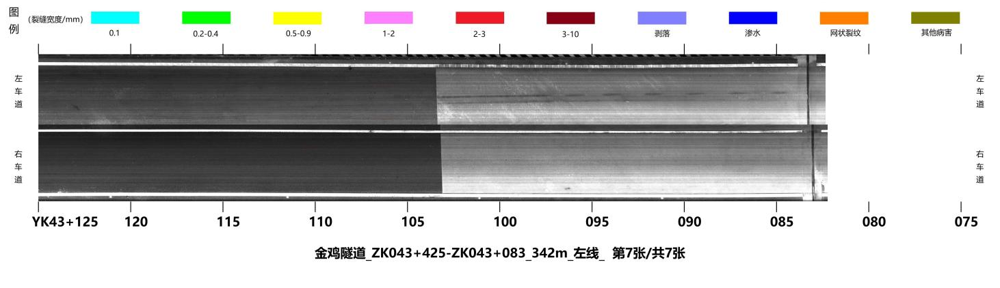 图例
(裂缝宽度/mm)
0.1 0.2-0.4 0.5-0.9 1-2 2-3 3-10 剥落 渗水 网状裂纹 其他病害
左车道
左车道
右车道
右车道
YK43+125 120 115 110 105 100 095 090 085 080 075
金鸡隧道_ZK043+425-ZK043+083_342m_左线_ 第7张/共7张